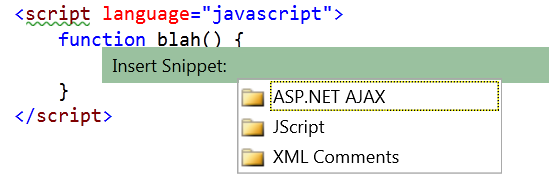 <script language="javascript">
function blah() {
Insert Snippet:
ASP.NET AJAX
}
JScript
</script>
XML Comments